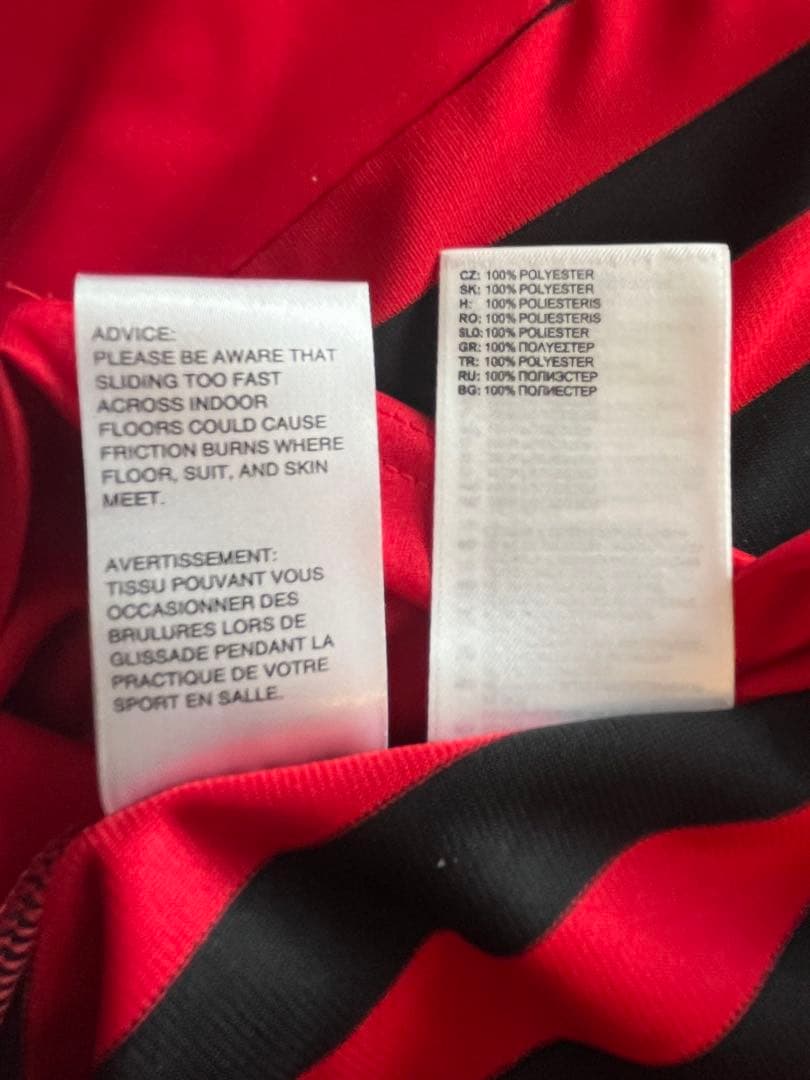 ADVICE:
PLEASE BE AWARE THAT
SLIDING TOO FAST
ACROSS INDOOR
FLOORS COULD CAUSE
FRICTION BURNS WHERE
FLOOR, SUIT, AND SKIN
MEET.
AVERTISSEMENT:
TISSU POUVANT VOUS
OCCASIONNER DES
BRULURES LORS DE
GLISSADE PENDANT LA
PRACTIQUE DE VOTRE
SPORT EN SALLE.
CZ: 100% POLYESTER
SK: 100% POLYESTER
H: 100% POLIESTERIS
RO: 100% POLIESTERIS
SLO: 100% POLIESTER
GR: 100% ΠΟΛΥΕΣΤΕΡ
TR: 100% POLYESTER
RU: 100% ПОЛИЭСТЕР
BG: 100% ПОЛИЕСТЕР